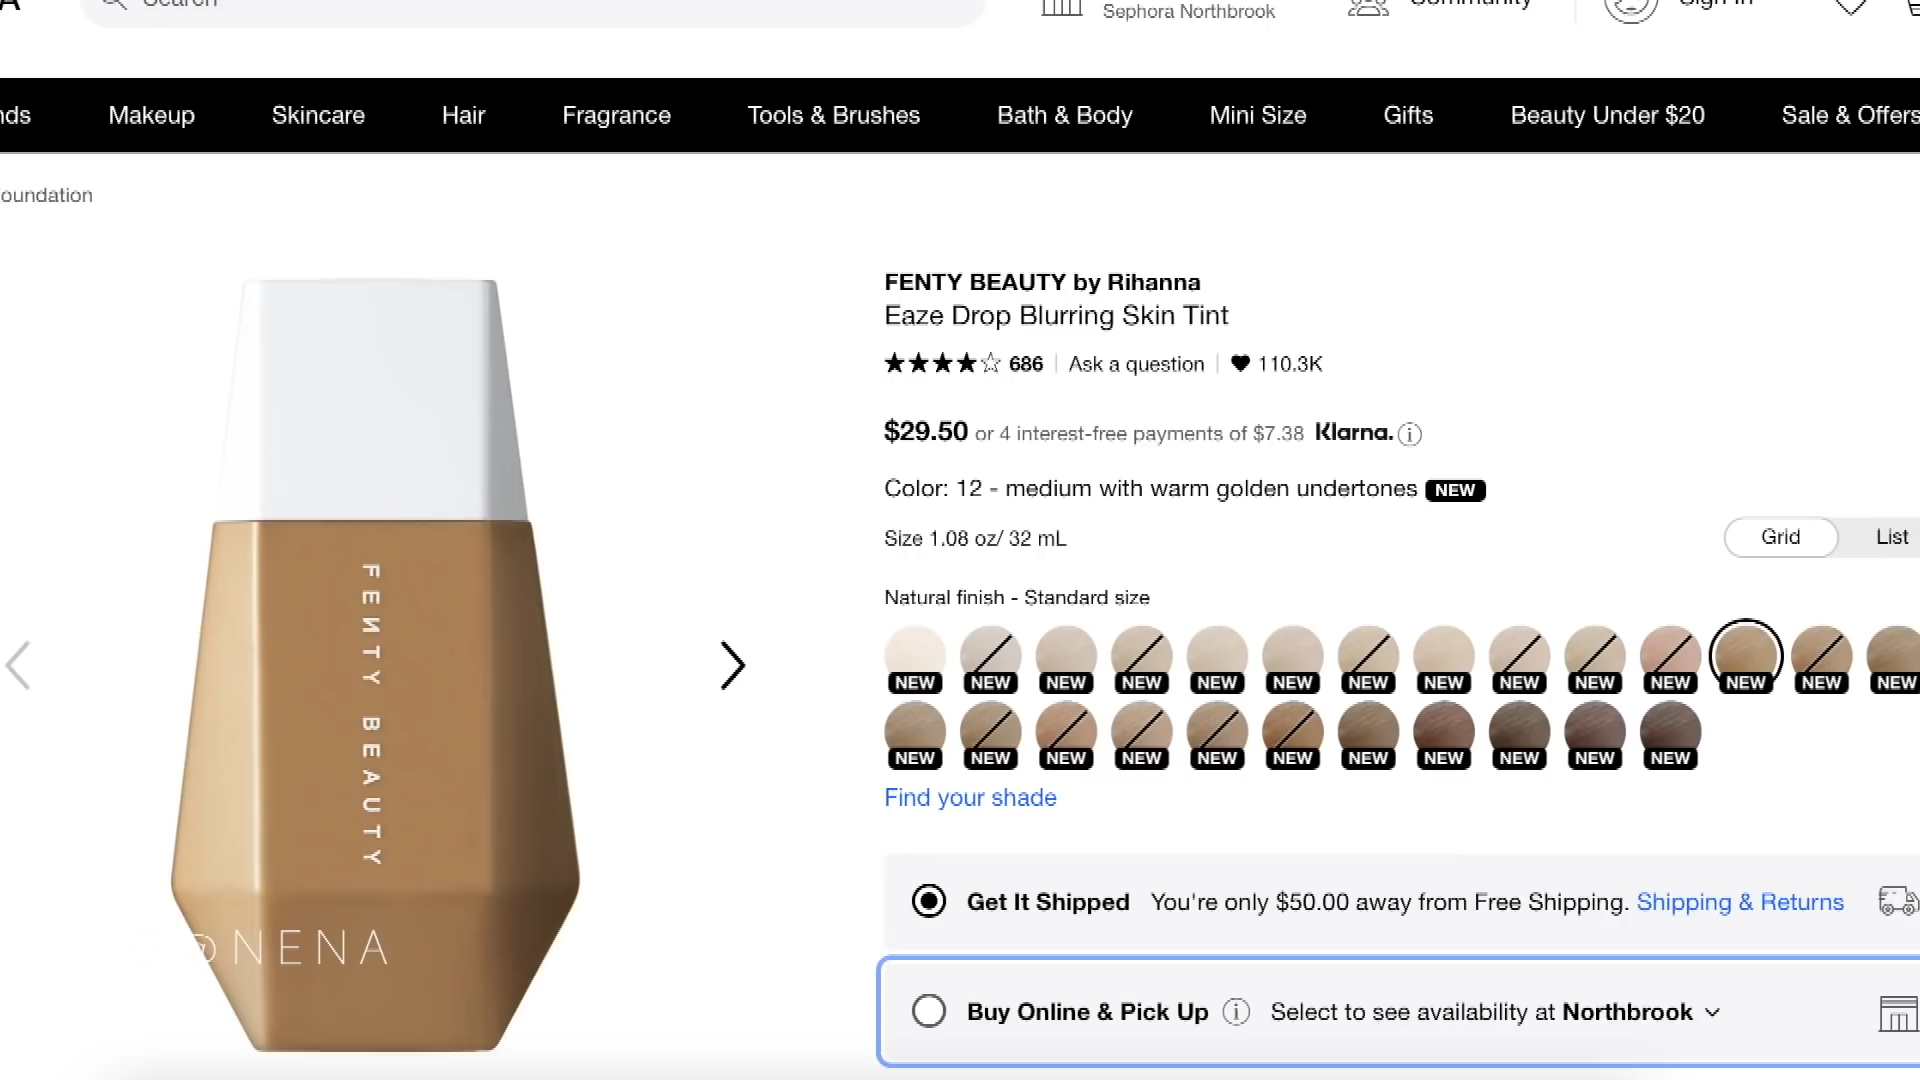 Search
Sephora Northbrook
Community
Sign In
Makeup
Skincare
Hair
Fragrance
Tools & Brushes
Bath & Body
Mini Size
Gifts
Beauty Under $20
Sale & Offers
oundation
FENTY BEAUTY by Rihanna
Eaze Drop Blurring Skin Tint
686
Ask a question
110.3K
$29.50 or 4 interest-free payments of $7.38 Klarna.
Color: 12 - medium with warm golden undertones NEW
Size 1.08 oz/ 32 mL
Grid
List
Natural finish - Standard size
NEW NEW NEW NEW NEW NEW NEW NEW NEW NEW NEW NEW NEW NEW
NEW NEW NEW NEW NEW NEW NEW NEW NEW NEW NEW
Find your shade
Get It Shipped You're only $50.00 away from Free Shipping. Shipping & Returns
Buy Online & Pick Up Select to see availability at Northbrook
FENTY BEAUTY
@NENA